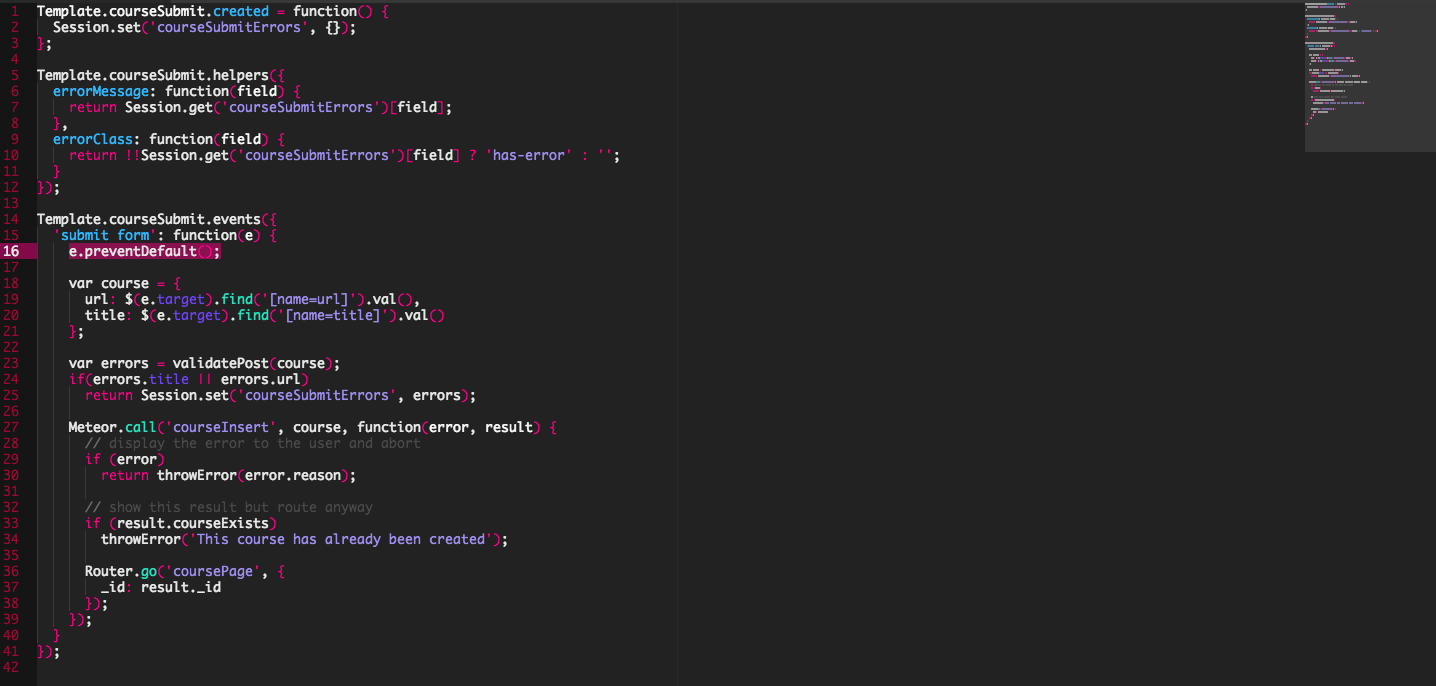 1 Template.courseSubmit.created = function() {
2   Session.set('courseSubmitErrors', {});
3 };
4
5 Template.courseSubmit.helpers({
6   errorMessage: function(field) {
7     return Session.get('courseSubmitErrors')[field];
8   },
9   errorClass: function(field) {
10     return !!Session.get('courseSubmitErrors')[field] ? 'has-error' : '';
11   }
12 });
13
14 Template.courseSubmit.events({
15   'submit form': function(e) {
16     e.preventDefault();
17
18     var course = {
19       url: $(e.target).find('[name=url]').val(),
20       title: $(e.target).find('[name=title]').val()
21     };
22
23     var errors = validatePost(course);
24     if(errors.title || errors.url)
25       return Session.set('courseSubmitErrors', errors);
26
27     Meteor.call('courseInsert', course, function(error, result) {
28       // display the error to the user and abort
29       if (error)
30         return throwError(error.reason);
31
32       // show this result but route anyway
33       if (result.courseExists)
34         throwError('This course has already been created');
35
36       Router.go('coursePage', {
37         _id: result._id
38       });
39     });
40   }
41 });
42